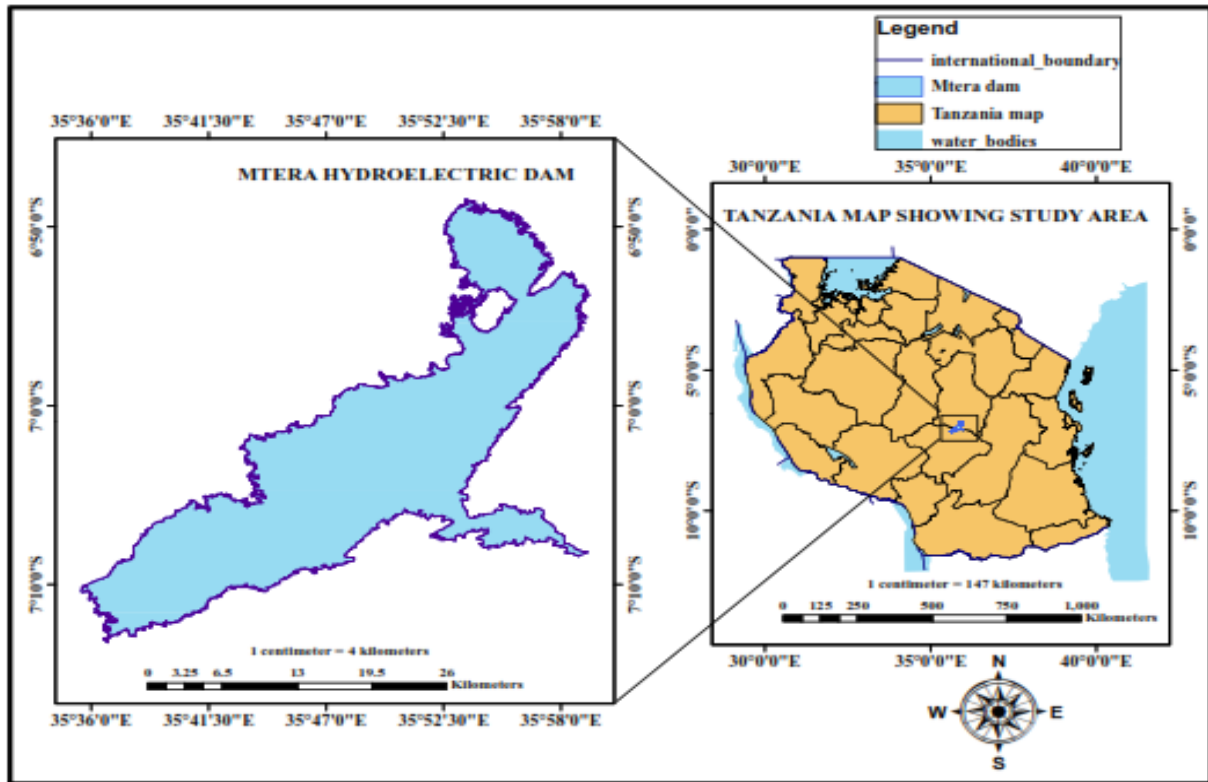 Legend
international_boundary
Mtera dam
Tanzania map
water_bodies
35°36'0"E 35°41'30"E 35°47'0"E 35°52'30"E 35°58'0"E
MTERA HYDROELECTRIC DAM
6°50'0"S 6°50'0"S
7°0'0"S 7°0'0"S
7°10'0"S 7°10'0"S
1 centimeter = 4 kilometers
0 3.25 6.5 13 19.5 26
Kilometers
35°36'0"E 35°41'30"E 35°47'0"E 35°52'30"E 35°58'0"E
30°0'0"E 35°0'0"E 40°0'0"E
TANZANIA MAP SHOWING STUDY AREA
0°0'0" 0°0'0"
5°0'0"S 5°0'0"S
10°0'0"S 10°0'0"S
1 centimeter = 147 kilometers
0 125 250 500 750 1,000
Kilometers
30°0'0"E 35°0'0"E 40°0'0"E
N
W E
S